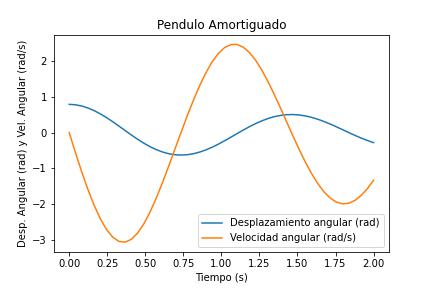 Pendulo Amortiguado
Desp. Angular (rad) y Vel. Angular (rad/s)
2
1
0
−1
−2
−3
0.00 0.25 0.50 0.75 1.00 1.25 1.50 1.75 2.00
Tiempo (s)
Desplazamiento angular (rad)
Velocidad angular (rad/s)